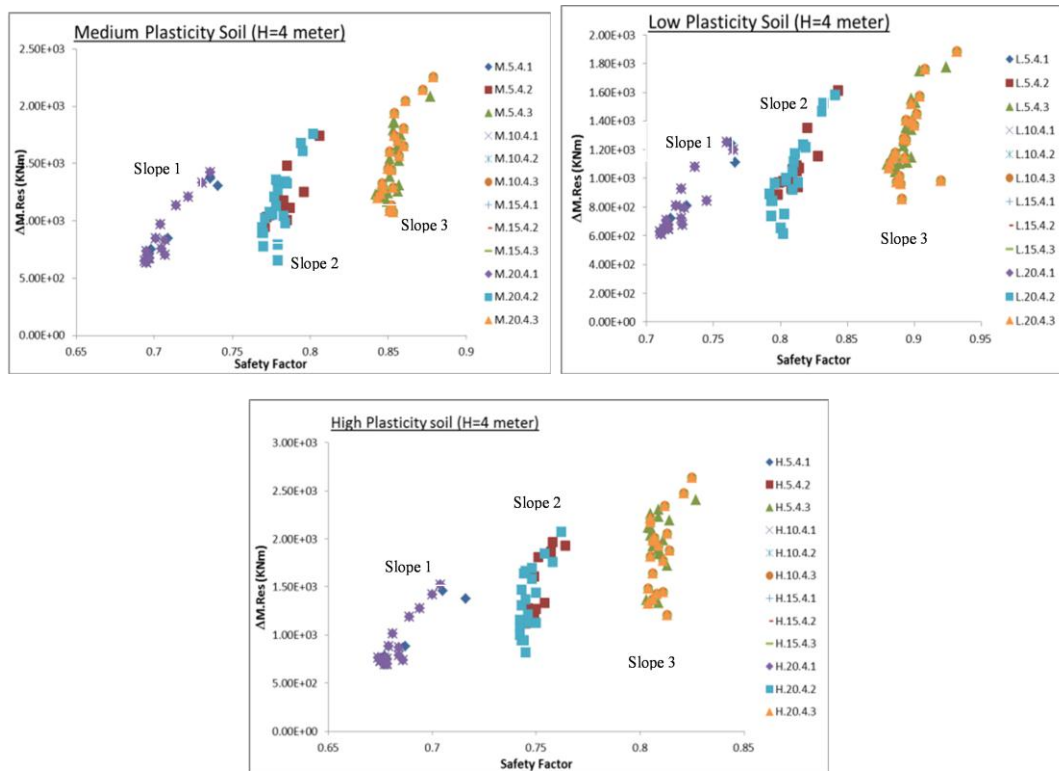 Medium Plasticity Soil (H=4 meter)
2.50E+03
2.00E+03
1.50E+03
1.00E+03
5.00E+02
0.00E+00
ΔM.Res (KNm)
0.65
0.7
0.75
0.8
0.85
0.9
Safety Factor
Slope 1
Slope 2
Slope 3
M.5.4.1
M.5.4.2
M.5.4.3
M.10.4.1
M.10.4.2
M.10.4.3
M.15.4.1
M.15.4.2
M.15.4.3
M.20.4.1
M.20.4.2
M.20.4.3
Low Plasticity Soil (H=4 meter)
2.00E+03
1.80E+03
1.60E+03
1.40E+03
1.20E+03
1.00E+03
8.00E+02
6.00E+02
4.00E+02
2.00E+02
0.00E+00
ΔM.Res (KNm)
0.7
0.75
0.8
0.85
0.9
0.95
Safety Factor
Slope 1
Slope 2
Slope 3
L.5.4.1
L.5.4.2
L.5.4.3
L.10.4.1
L.10.4.2
L.10.4.3
L.15.4.1
L.15.4.2
L.15.4.3
L.20.4.1
L.20.4.2
L.20.4.3
High Plasticity soil (H=4 meter)
3.00E+03
2.50E+03
2.00E+03
1.50E+03
1.00E+03
5.00E+02
0.00E+00
ΔM.Res (KNm)
0.65
0.7
0.75
0.8
0.85
Safety Factor
Slope 1
Slope 2
Slope 3
H.5.4.1
H.5.4.2
H.5.4.3
H.10.4.1
H.10.4.2
H.10.4.3
H.15.4.1
H.15.4.2
H.15.4.3
H.20.4.1
H.20.4.2
H.20.4.3